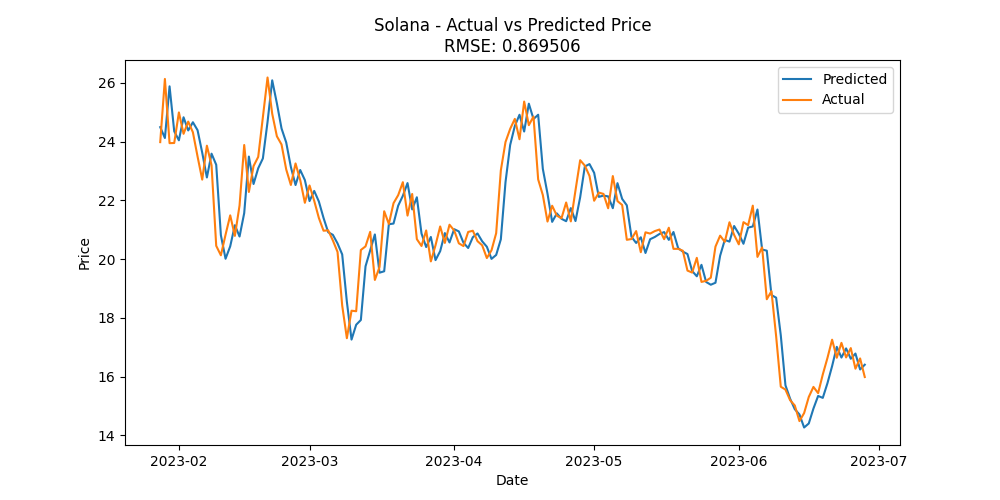 Solana - Actual vs Predicted Price
RMSE: 0.869506
Predicted
Actual
Price
26
24
22
20
18
16
14
2023-02
2023-03
2023-04
2023-05
2023-06
2023-07
Date